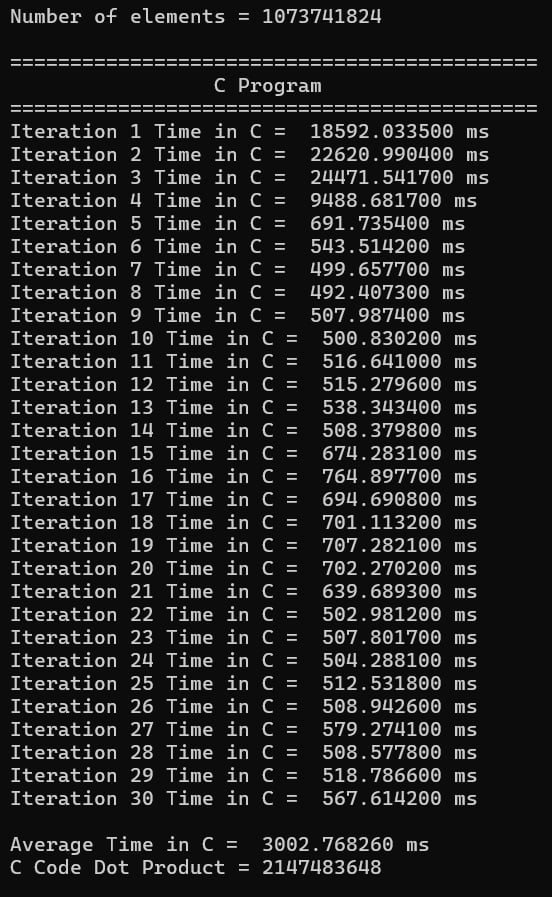 Number of elements = 1073741824
============================================
C Program
============================================
Iteration 1 Time in C =  18592.033500 ms
Iteration 2 Time in C =  22620.990400 ms
Iteration 3 Time in C =  24471.541700 ms
Iteration 4 Time in C =  9488.681700 ms
Iteration 5 Time in C =  691.735400 ms
Iteration 6 Time in C =  543.514200 ms
Iteration 7 Time in C =  499.657700 ms
Iteration 8 Time in C =  492.407300 ms
Iteration 9 Time in C =  507.987400 ms
Iteration 10 Time in C =  500.830200 ms
Iteration 11 Time in C =  516.641000 ms
Iteration 12 Time in C =  515.279600 ms
Iteration 13 Time in C =  538.343400 ms
Iteration 14 Time in C =  508.379800 ms
Iteration 15 Time in C =  674.283100 ms
Iteration 16 Time in C =  764.897700 ms
Iteration 17 Time in C =  694.690800 ms
Iteration 18 Time in C =  701.113200 ms
Iteration 19 Time in C =  707.282100 ms
Iteration 20 Time in C =  702.270200 ms
Iteration 21 Time in C =  639.689300 ms
Iteration 22 Time in C =  502.981200 ms
Iteration 23 Time in C =  507.801700 ms
Iteration 24 Time in C =  504.288100 ms
Iteration 25 Time in C =  512.531800 ms
Iteration 26 Time in C =  508.942600 ms
Iteration 27 Time in C =  579.274100 ms
Iteration 28 Time in C =  508.577800 ms
Iteration 29 Time in C =  518.786600 ms
Iteration 30 Time in C =  567.614200 ms
Average Time in C =  3002.768260 ms
C Code Dot Product = 2147483648